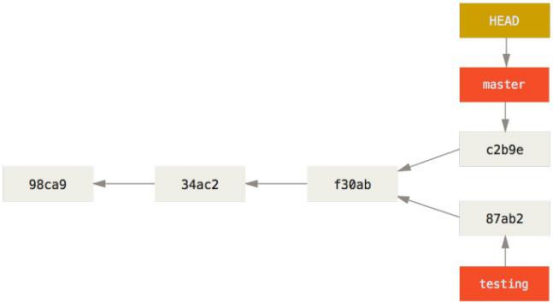 HEAD
master
c2b9e
98ca9
34ac2
f30ab
87ab2
testing